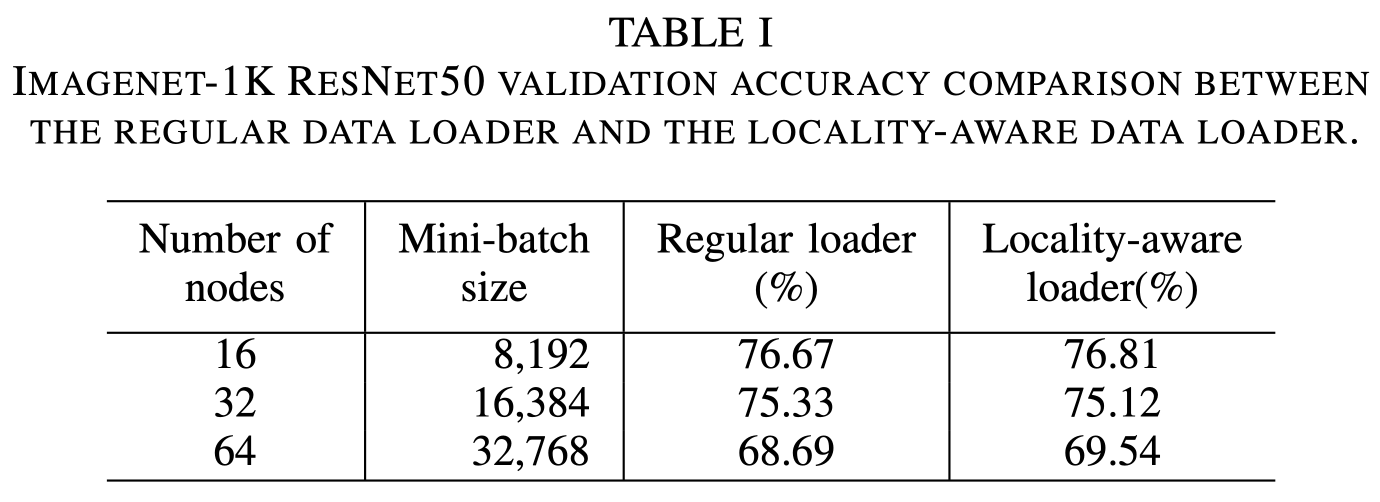 TABLE I
IMAGENET-1K RESNET50 VALIDATION ACCURACY COMPARISON BETWEEN
THE REGULAR DATA LOADER AND THE LOCALITY-AWARE DATA LOADER.
Number of nodes Mini-batch size Regular loader (%) Locality-aware loader(%)
16 8,192 76.67 76.81
32 16,384 75.33 75.12
64 32,768 68.69 69.54